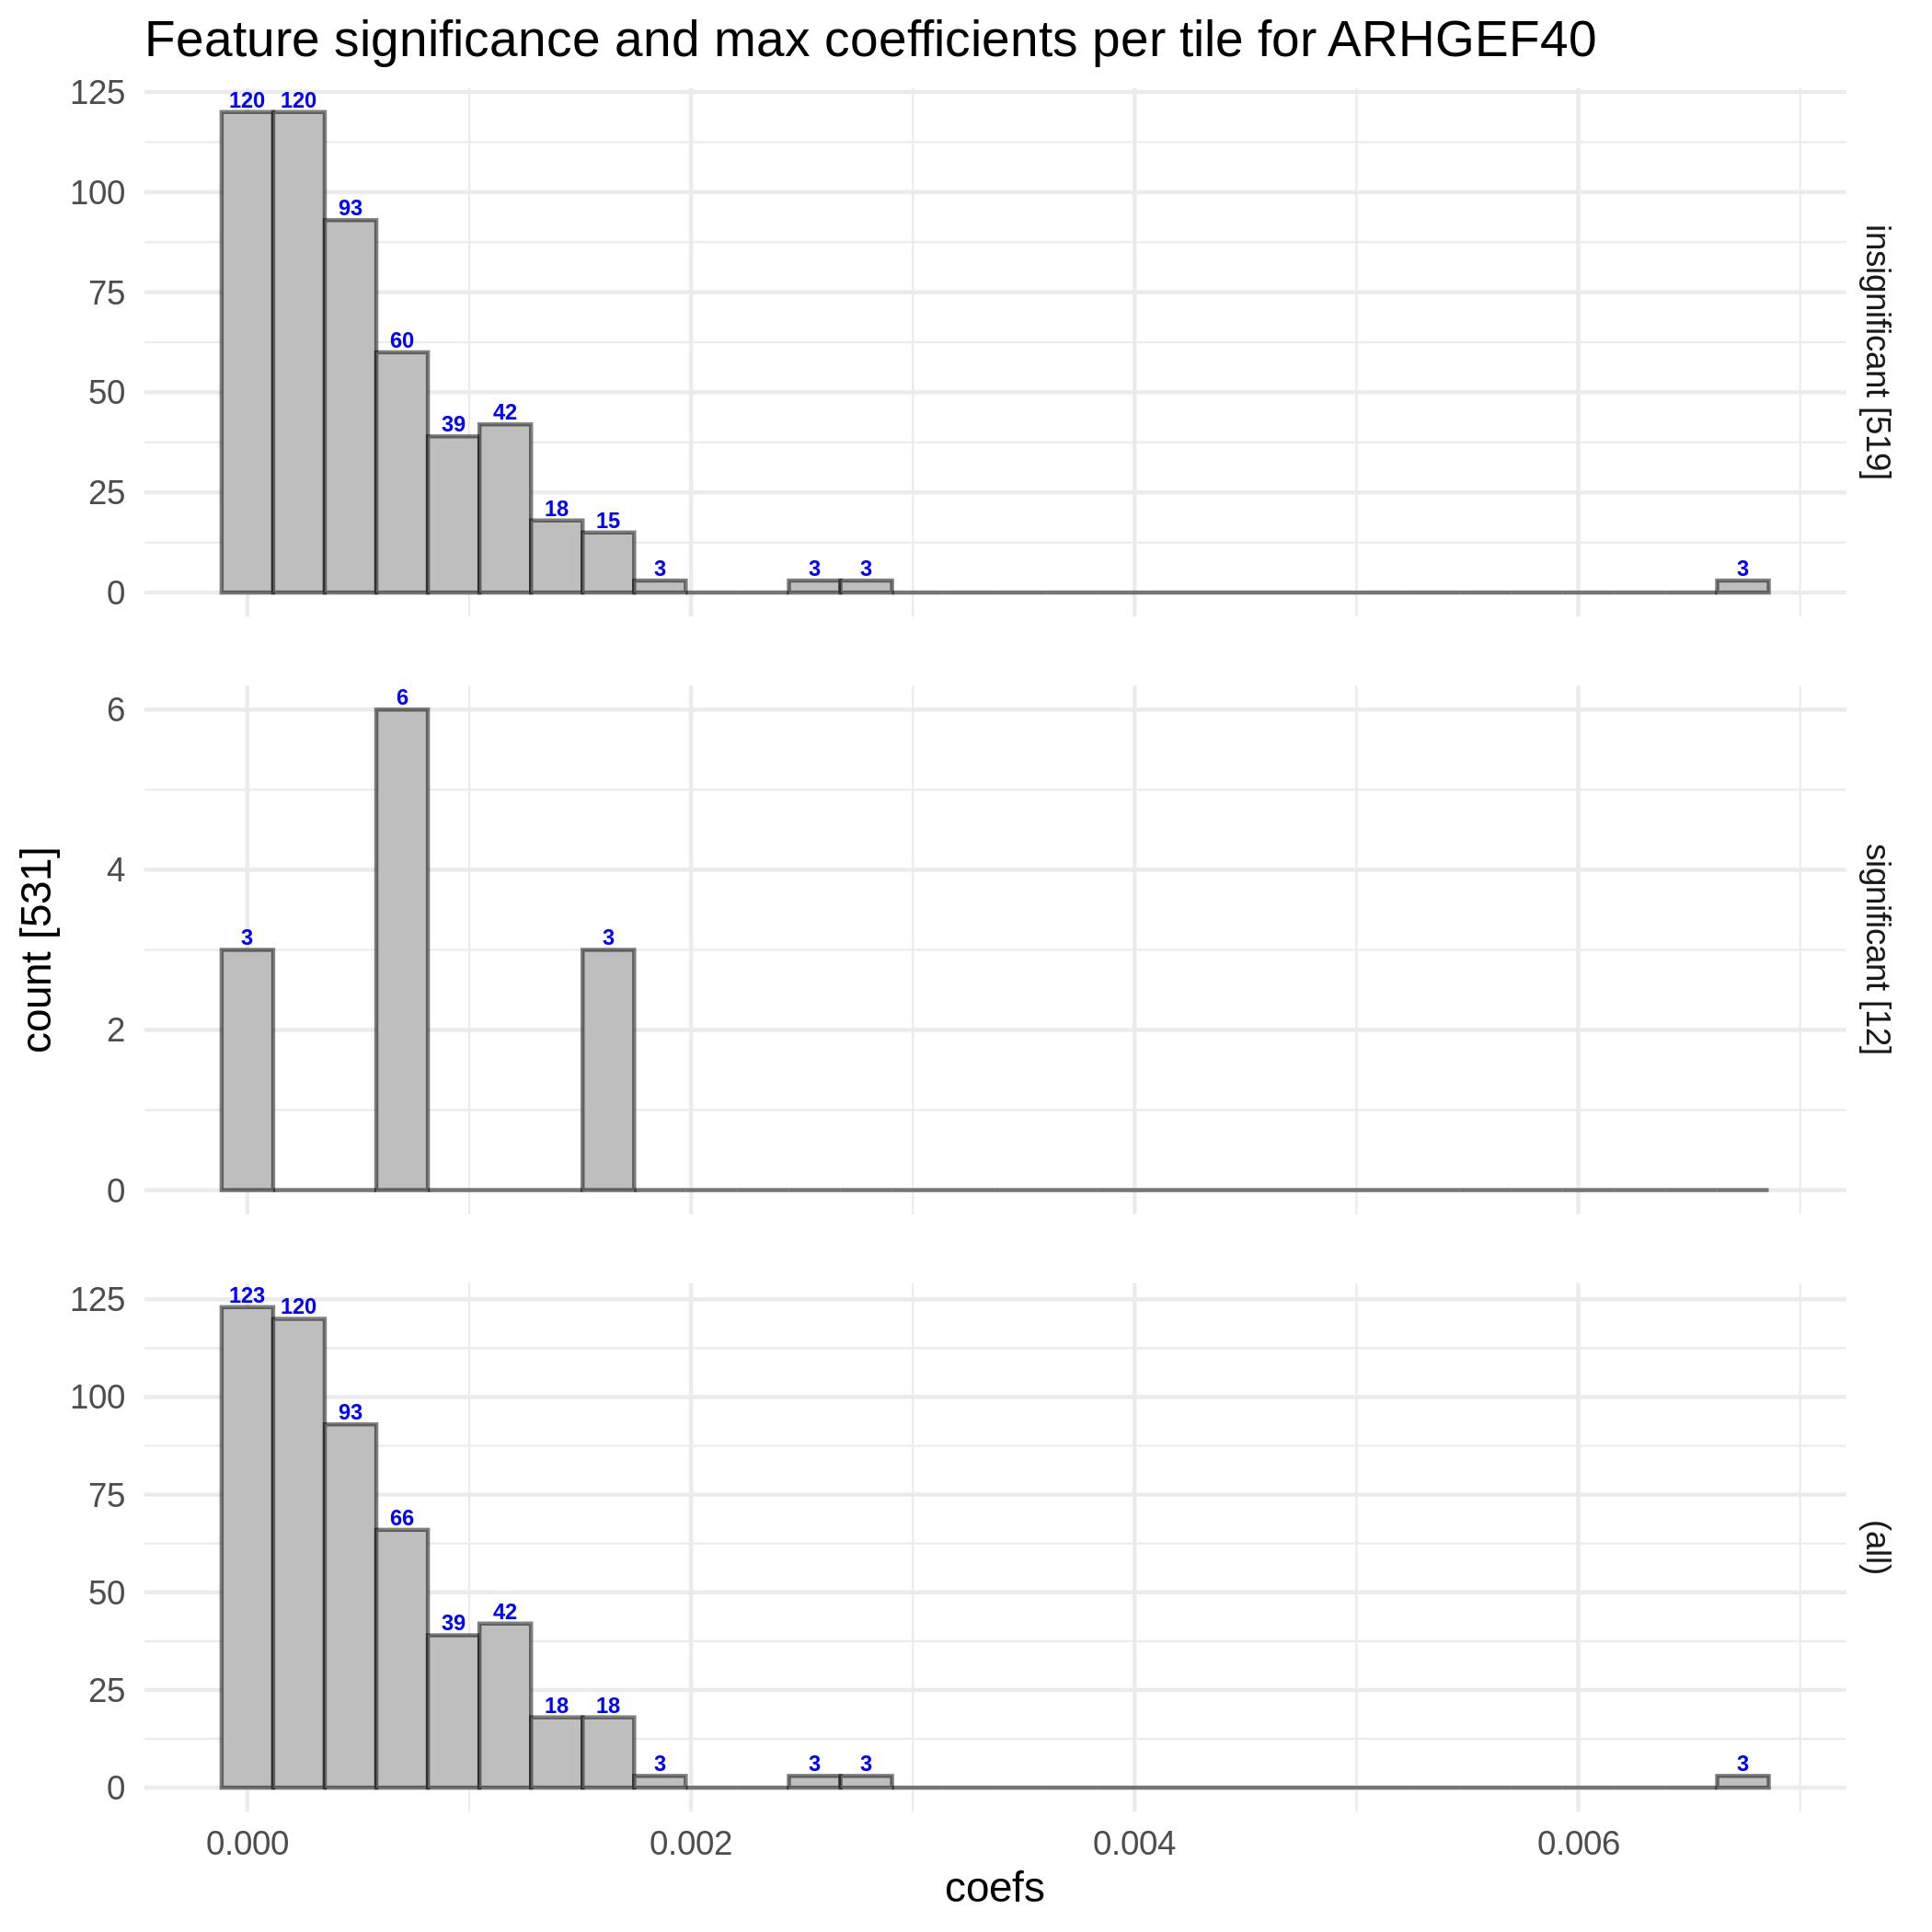 Feature significance and max coefficients per tile for ARHGEF40
125
100
75
50
25
0
120 120 93 60 39 42 18 15 3 3 3 3
insignificant [519]
6
4
2
0
3 6 3
significant [12]
count [531]
125
100
75
50
25
0
123 120 93 66 39 42 18 18 3 3 3 3
(all)
0.000 0.002 0.004 0.006
coefs